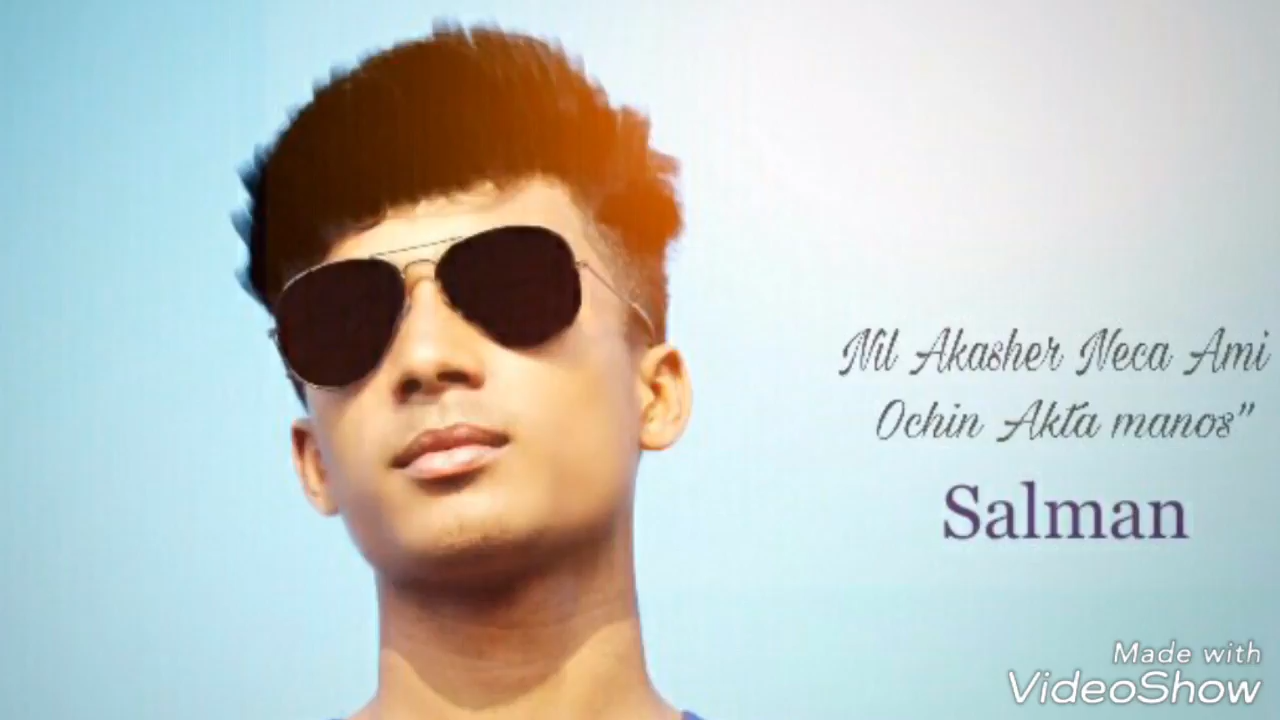 Nil Akasher Neca Ami
Ochin Akta manos"
Salman
Made with
VideoShow